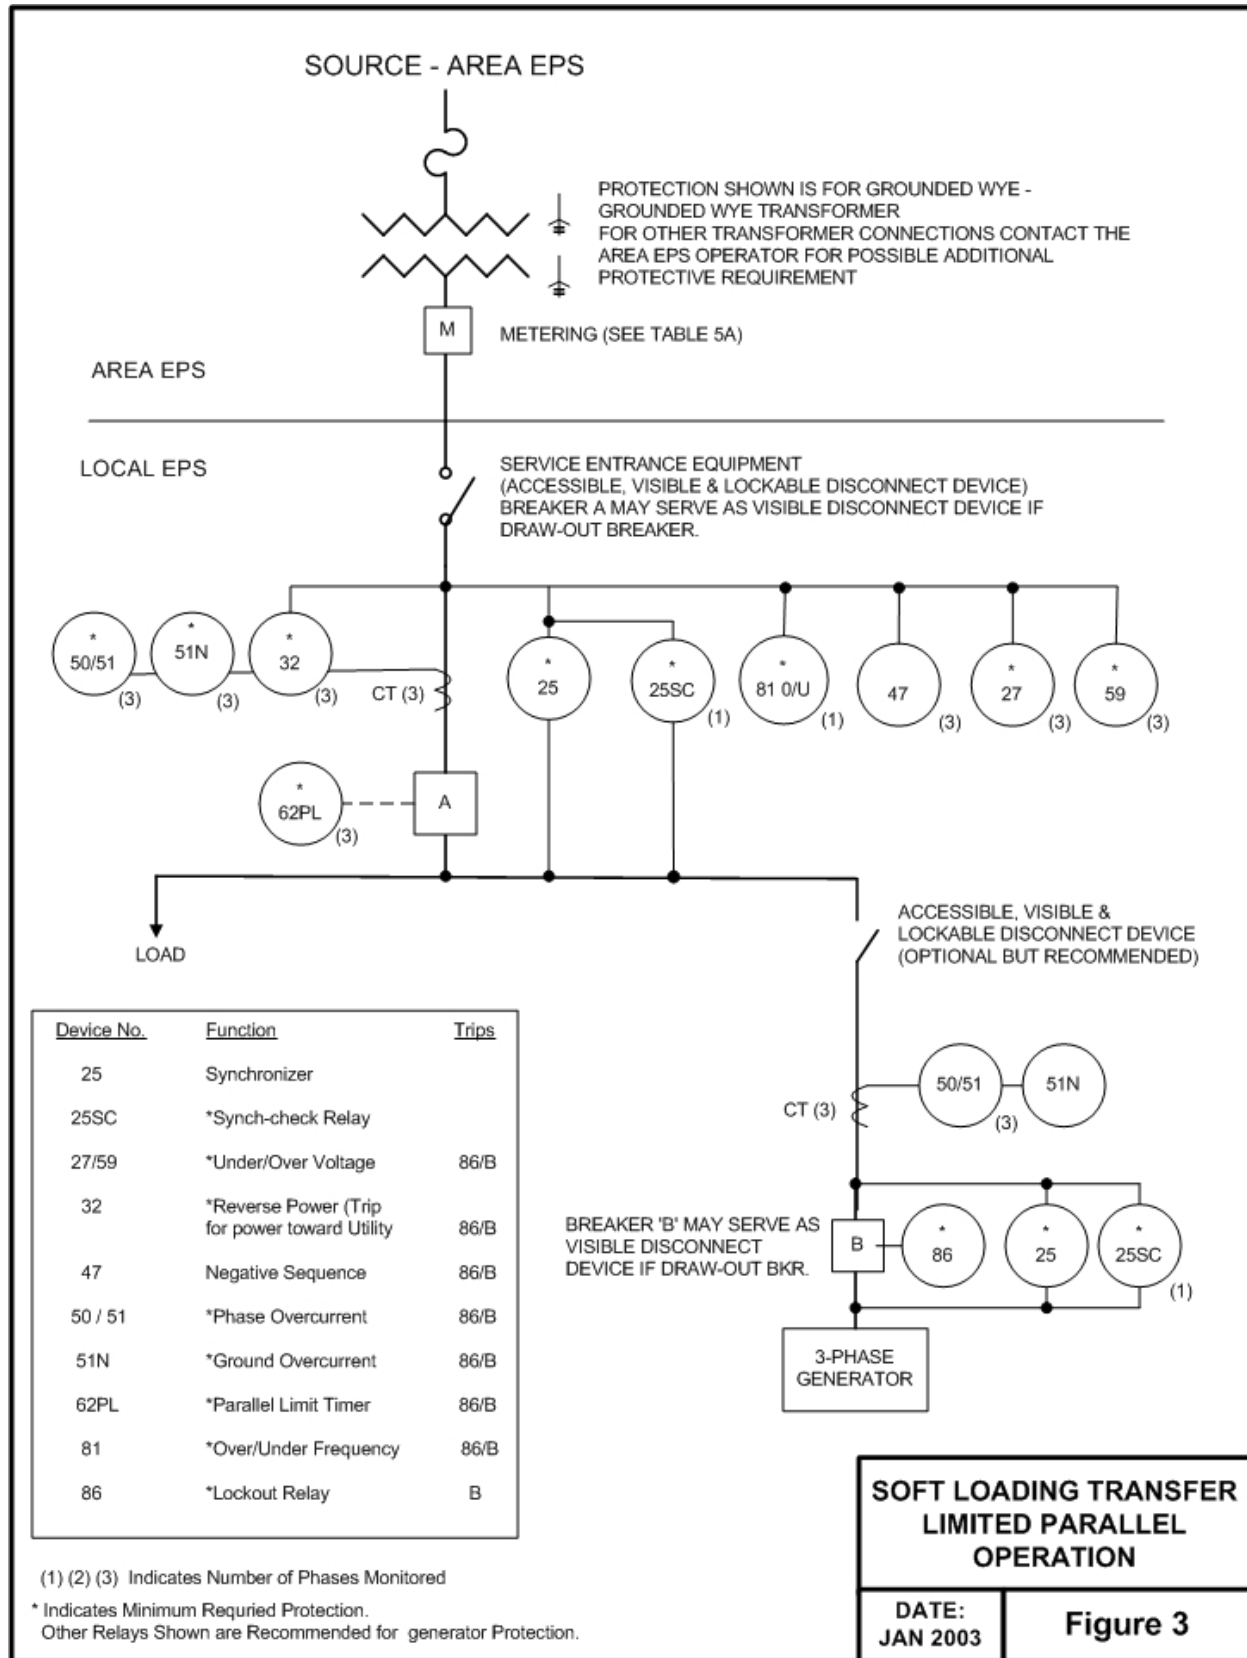 SOURCE - AREA EPS
PROTECTION SHOWN IS FOR GROUNDED WYE -
GROUNDED WYE TRANSFORMER
FOR OTHER TRANSFORMER CONNECTIONS CONTACT THE
AREA EPS OPERATOR FOR POSSIBLE ADDITIONAL
PROTECTIVE REQUIREMENT
M
METERING (SEE TABLE 5A)
AREA EPS
LOCAL EPS
SERVICE ENTRANCE EQUIPMENT
(ACCESSIBLE, VISIBLE & LOCKABLE DISCONNECT DEVICE)
BREAKER A MAY SERVE AS VISIBLE DISCONNECT DEVICE IF
DRAW-OUT BREAKER.
*
50/51
(3)
*
51N
(3)
*
32
(3)
CT (3)
*
25
*
25SC
(1)
*
81 0/U
(1)
47
(3)
*
27
(3)
*
59
(3)
*
62PL
(3)
A
LOAD
ACCESSIBLE, VISIBLE &
LOCKABLE DISCONNECT DEVICE
(OPTIONAL BUT RECOMMENDED)
CT (3)
50/51
(3)
51N
BREAKER 'B' MAY SERVE AS
VISIBLE DISCONNECT
DEVICE IF DRAW-OUT BKR.
B
*
86
*
25
*
25SC
(1)
3-PHASE
GENERATOR
Device No. Function Trips
25 Synchronizer
25SC *Synch-check Relay
27/59 *Under/Over Voltage 86/B
32 *Reverse Power (Trip
for power toward Utility 86/B
47 Negative Sequence 86/B
50 / 51 *Phase Overcurrent 86/B
51N *Ground Overcurrent 86/B
62PL *Parallel Limit Timer 86/B
81 *Over/Under Frequency 86/B
86 *Lockout Relay B
(1) (2) (3) Indicates Number of Phases Monitored
* Indicates Minimum Requried Protection.
Other Relays Shown are Recommended for generator Protection.
SOFT LOADING TRANSFER
LIMITED PARALLEL
OPERATION
DATE:
JAN 2003
Figure 3